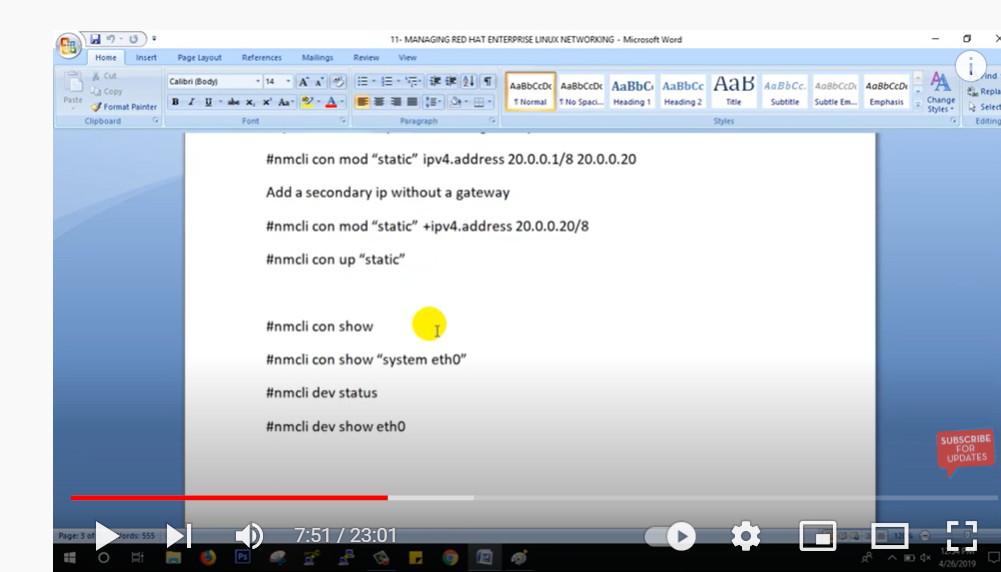 11- MANAGING RED HAT ENTERPRISE LINUX NETWORKING - Microsoft Word
Home Insert Page Layout References Mailings Review View
Cut
Copy
Format Painter
Paste
Clipboard
Calibri (Body) 14
Font
Paragraph
AaBbCcDc AaBbCcDc AaBbC AaBbCc AaB AaBbCc. AaBbCcDc AaBbCcDc
¶ Normal ¶ No Spaci... Heading 1 Heading 2 Title Subtitle Subtle Em... Emphasis
Change Styles
Styles
Find
Repla
Select
Editing
#nmcli con mod “static” ipv4.address 20.0.0.1/8 20.0.0.20
Add a secondary ip without a gateway
#nmcli con mod “static” +ipv4.address 20.0.0.20/8
#nmcli con up “static”
#nmcli con show
#nmcli con show “system eth0”
#nmcli dev status
#nmcli dev show eth0
SUBSCRIBE
FOR
UPDATES
7:51 / 23:01
Page: 3 of
Words: 555
4/26/2019